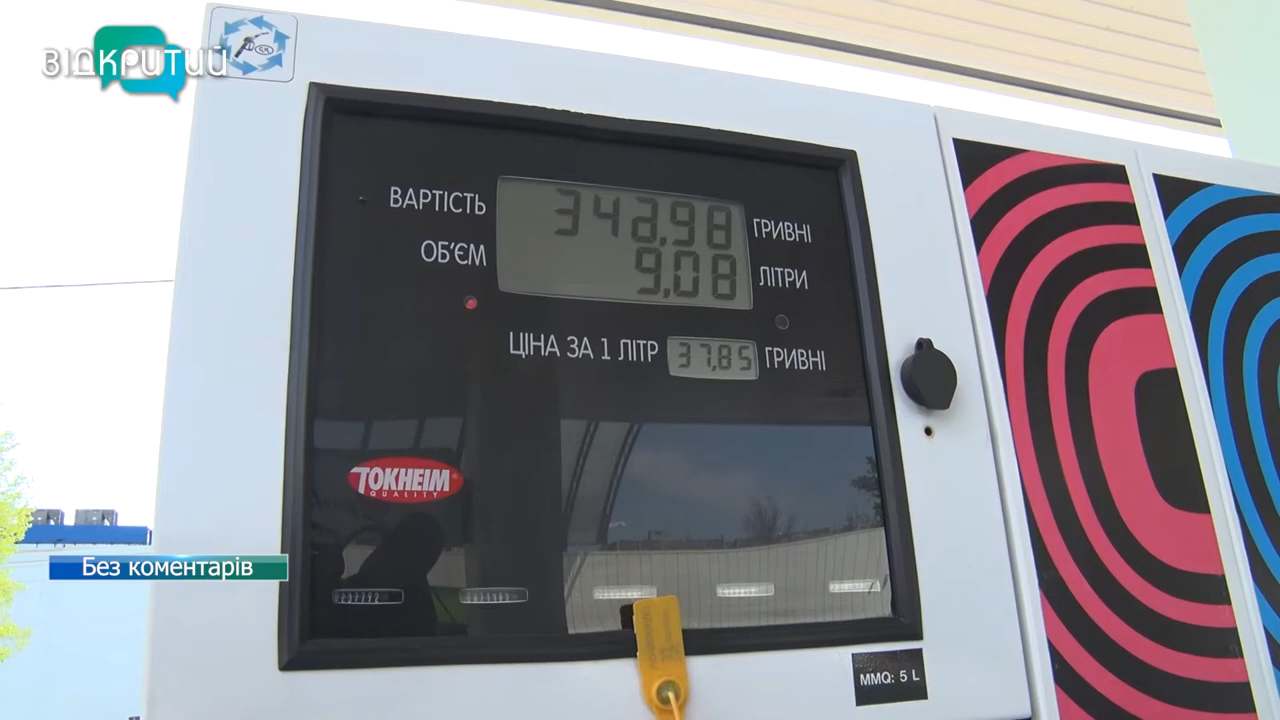 ВІДКРИТИЙ
ВАРТІСТЬ 342,98 ГРИВНІ
ОБ'ЄМ 9,08 ЛІТРИ
ЦІНА ЗА 1 ЛІТР 37,85 ГРИВНІ
TOKHEIM
QUALITY
Без коментарів
MMQ: 5 L